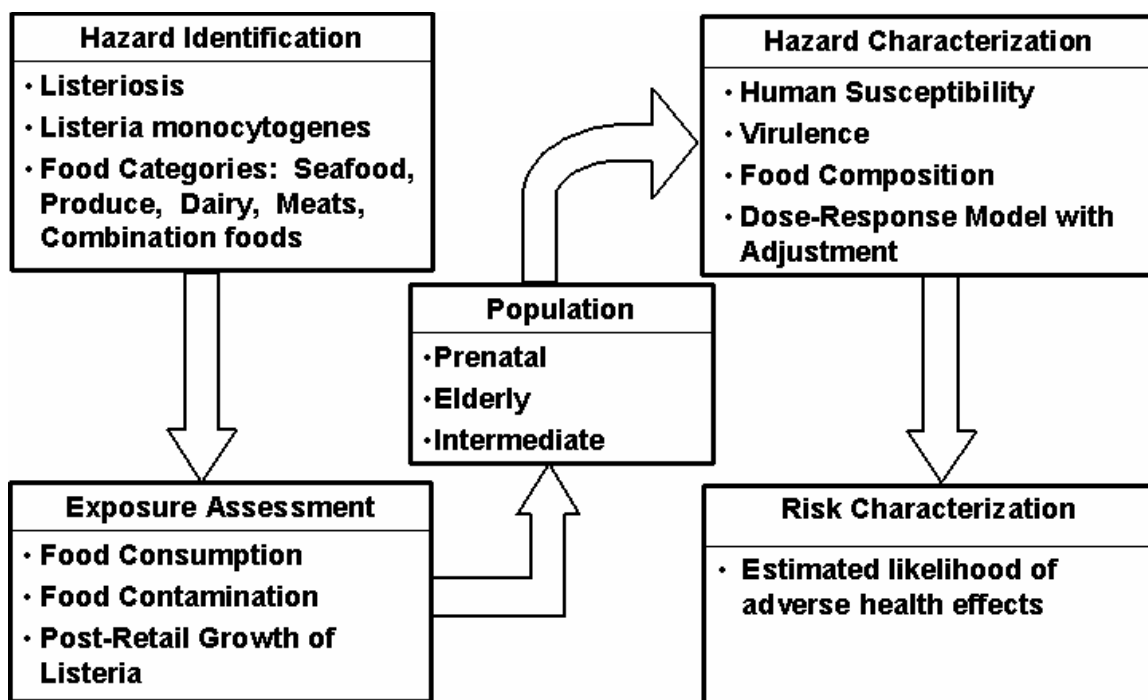 Hazard Identification
· Listeriosis
· Listeria monocytogenes
· Food Categories: Seafood,
Produce, Dairy, Meats,
Combination foods
Exposure Assessment
· Food Consumption
· Food Contamination
· Post-Retail Growth of
Listeria
Population
· Prenatal
· Elderly
· Intermediate
Hazard Characterization
· Human Susceptibility
· Virulence
· Food Composition
· Dose-Response Model with
Adjustment
Risk Characterization
· Estimated likelihood of
adverse health effects